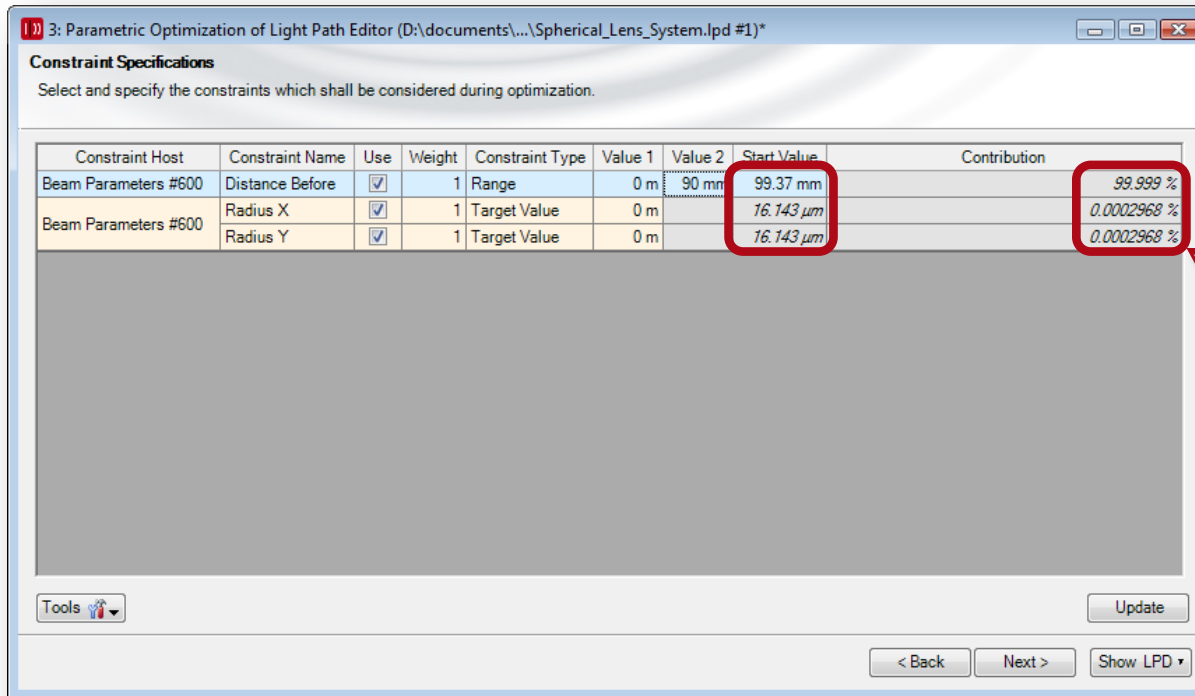 3: Parametric Optimization of Light Path Editor (D:\documents\...\Spherical_Lens_System.lpd #1)*
Constraint Specifications
Select and specify the constraints which shall be considered during optimization.
Constraint Host Constraint Name Use Weight Constraint Type Value 1 Value 2 Start Value Contribution
Beam Parameters #600 Distance Before 1 Range 0 m 90 mm 99.37 mm 99.999 %
Beam Parameters #600 Radius X 1 Target Value 0 m 16.143 µm 0.0002968 %
Radius Y 1 Target Value 0 m 16.143 µm 0.0002968 %
Tools Update
< Back Next > Show LPD